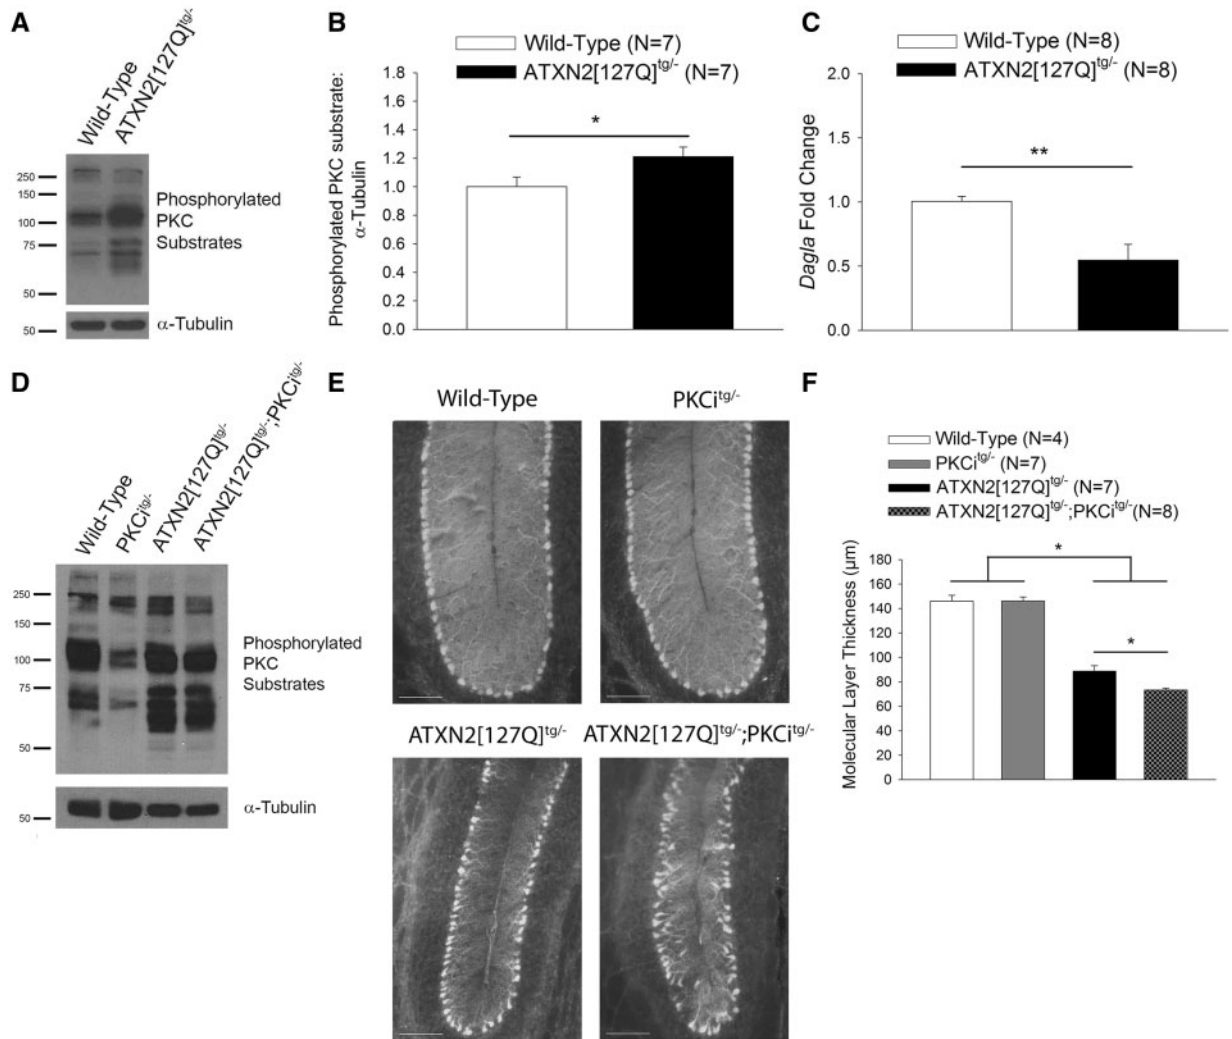 A
Wild-Type
ATXN2[127Q]tg/-
250
150
100
75
50
50
Phosphorylated
PKC
Substrates
α-Tubulin
B
Wild-Type (N=7)
ATXN2[127Q]tg/- (N=7)
Phosphorylated PKC substrate:
α-Tubulin
1.8
1.6
1.4
1.2
1.0
0.8
0.6
0.4
0.2
0.0
*
C
Wild-Type (N=8)
ATXN2[127Q]tg/- (N=8)
Dagla Fold Change
2.0
1.5
1.0
0.5
0.0
**
D
Wild-Type
PKCitg/-
ATXN2[127Q]tg/-
ATXN2[127Q]tg/-;PKCitg/-
250
150
100
75
50
50
Phosphorylated
PKC
Substrates
α-Tubulin
E
Wild-Type
PKCitg/-
ATXN2[127Q]tg/-
ATXN2[127Q]tg/-;PKCitg/-
F
Wild-Type (N=4)
PKCitg/- (N=7)
ATXN2[127Q]tg/- (N=7)
ATXN2[127Q]tg/-;PKCitg/-(N=8)
Molecular Layer Thickness (µm)
180
160
140
120
100
80
60
40
20
0
*
*